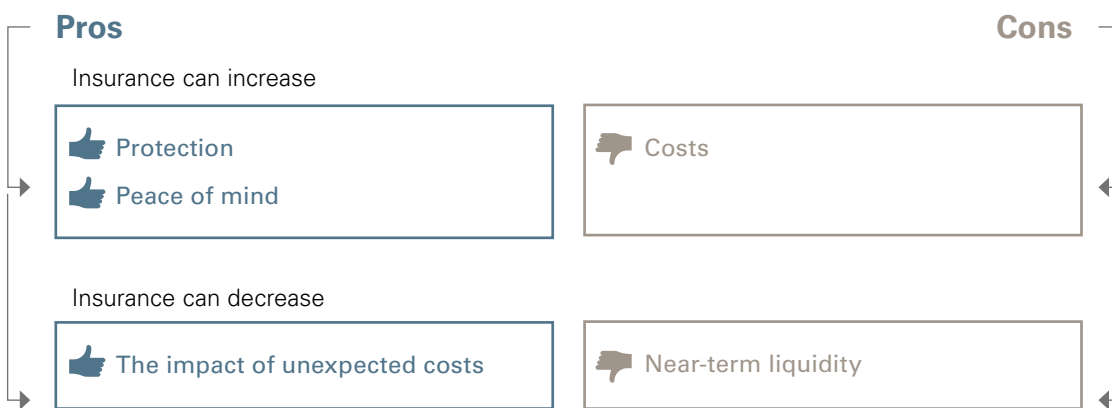 Pros
Cons
Insurance can increase
Protection
Peace of mind
Costs
Insurance can decrease
The impact of unexpected costs
Near-term liquidity